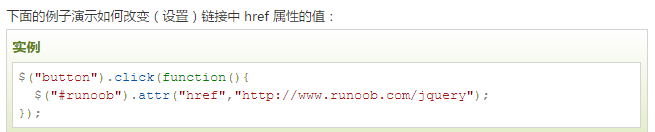 下面的例子演示如何改变（设置）链接中 href 属性的值：
实例
$("button").click(function(){
  $("#runoob").attr("href","http://www.runoob.com/jquery");
});